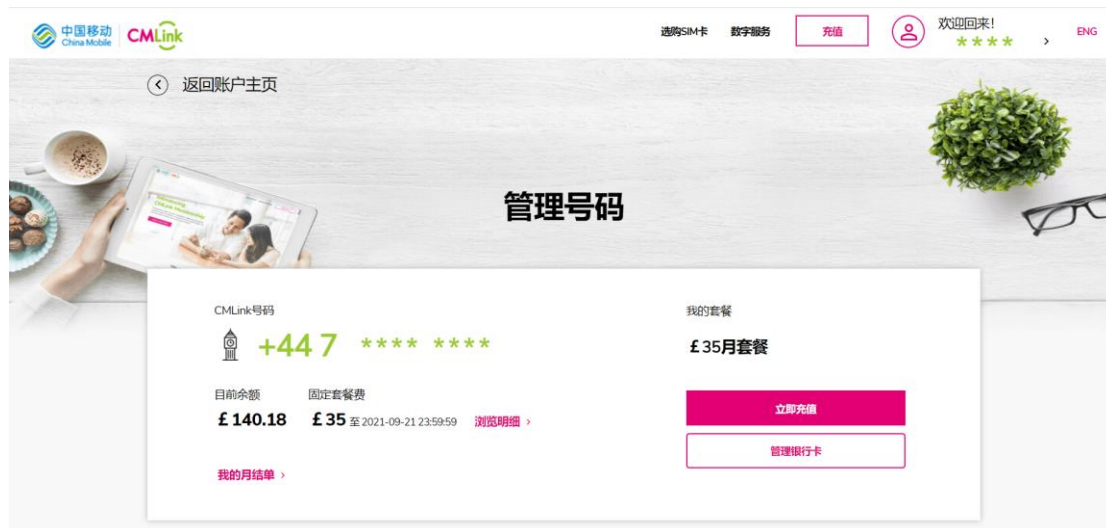 中国移动
China Mobile
CMLink
选购SIM卡 数字服务 充值 欢迎回来! ENG
****
返回账户主页
Introducing
CMLink Membership
管理号码
CMLink号码
+44 7 **** ****
我的套餐
£35月套餐
目前余额 固定套餐费
£140.18 £35 至 2021-09-21 23:59:59 浏览明细
立即充值
管理银行卡
我的月结单